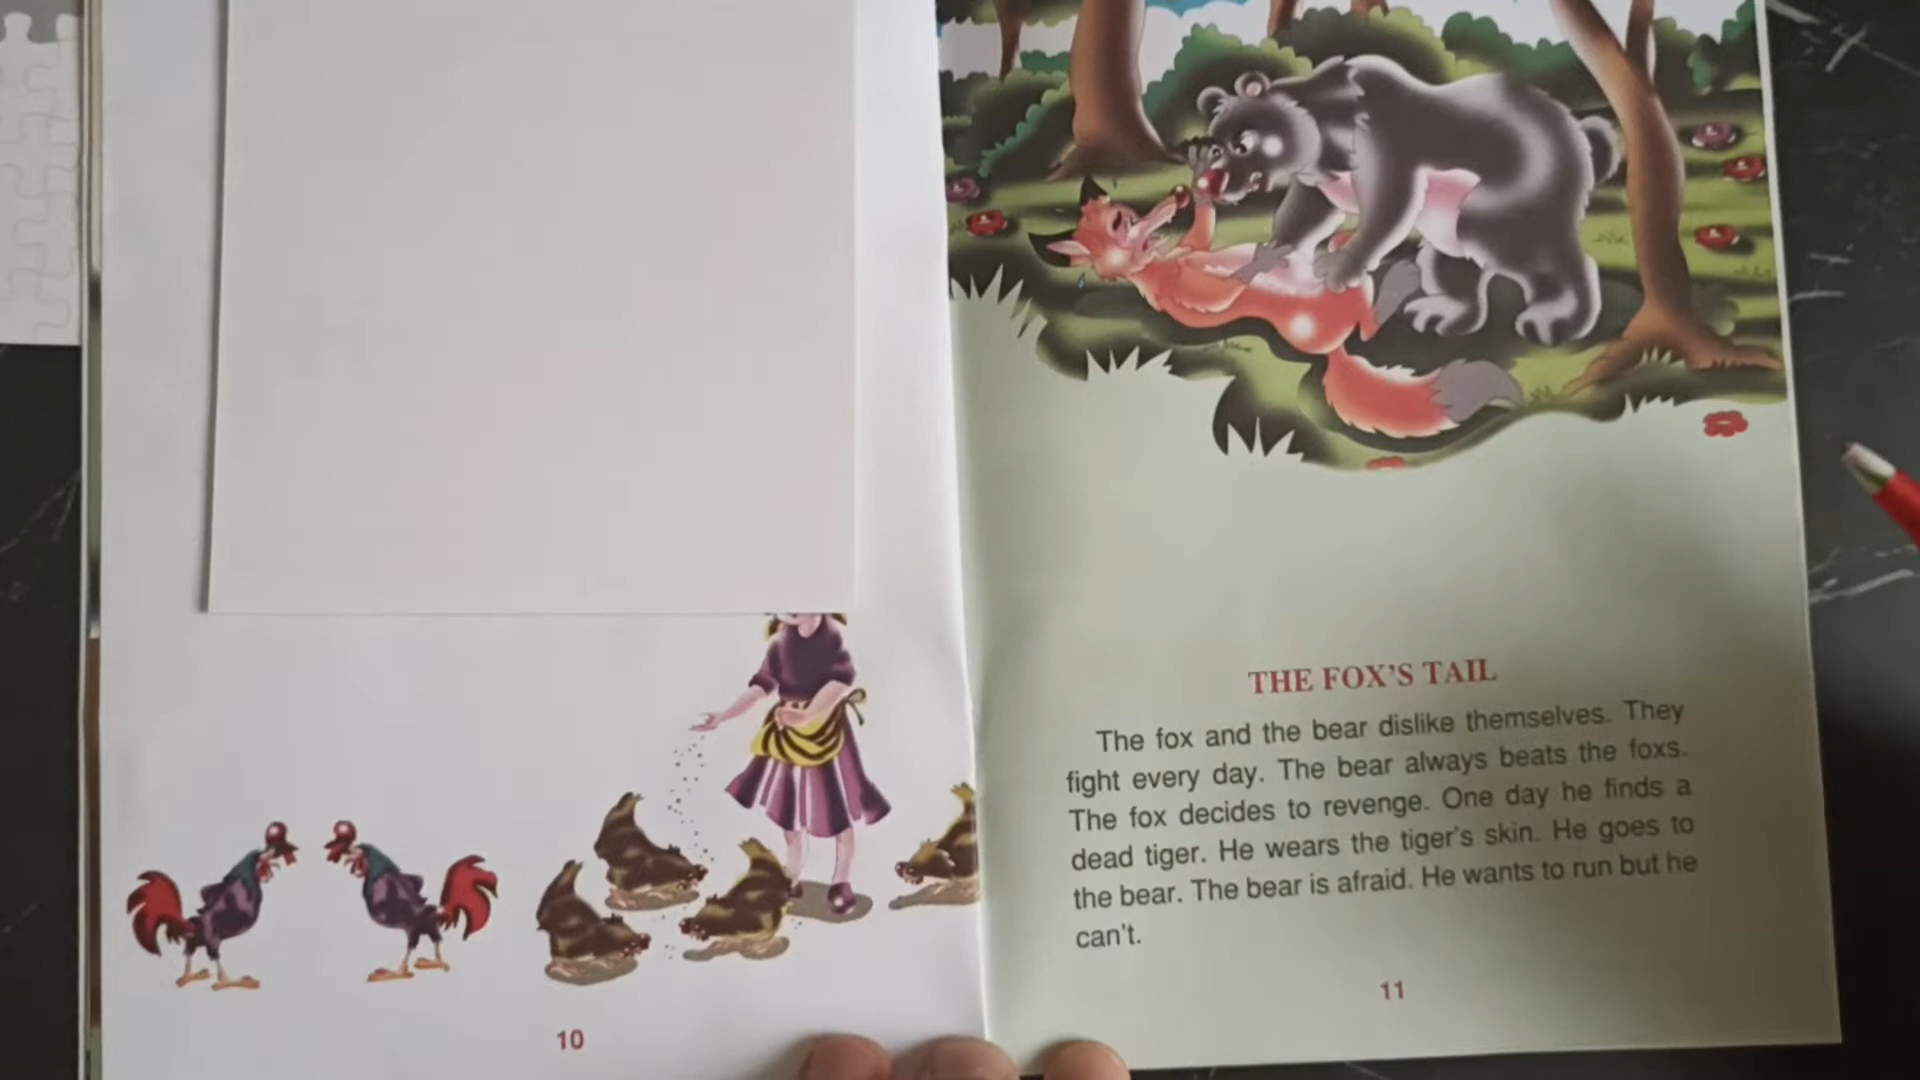 10
THE FOX'S TAIL
The fox and the bear dislike themselves. They
fight every day. The bear always beats the foxs.
The fox decides to revenge. One day he finds a
dead tiger. He wears the tiger's skin. He goes to
the bear. The bear is afraid. He wants to run but he
can't.
11